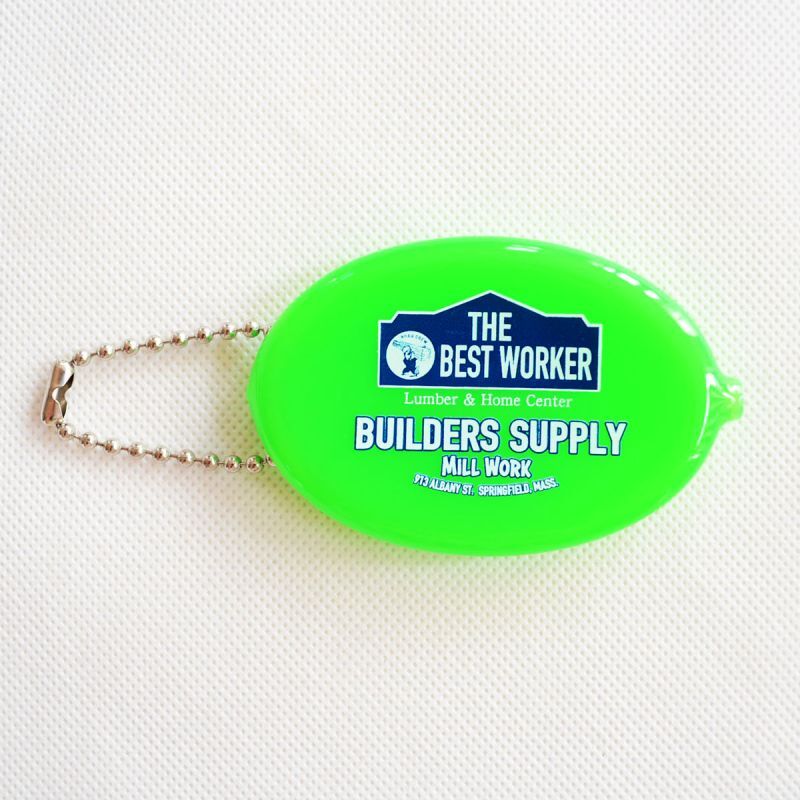 THE
BEST WORKER
Lumber & Home Center
BUILDERS SUPPLY
MILL WORK
913 ALBANY ST. SPRINGFIELD, MASS.